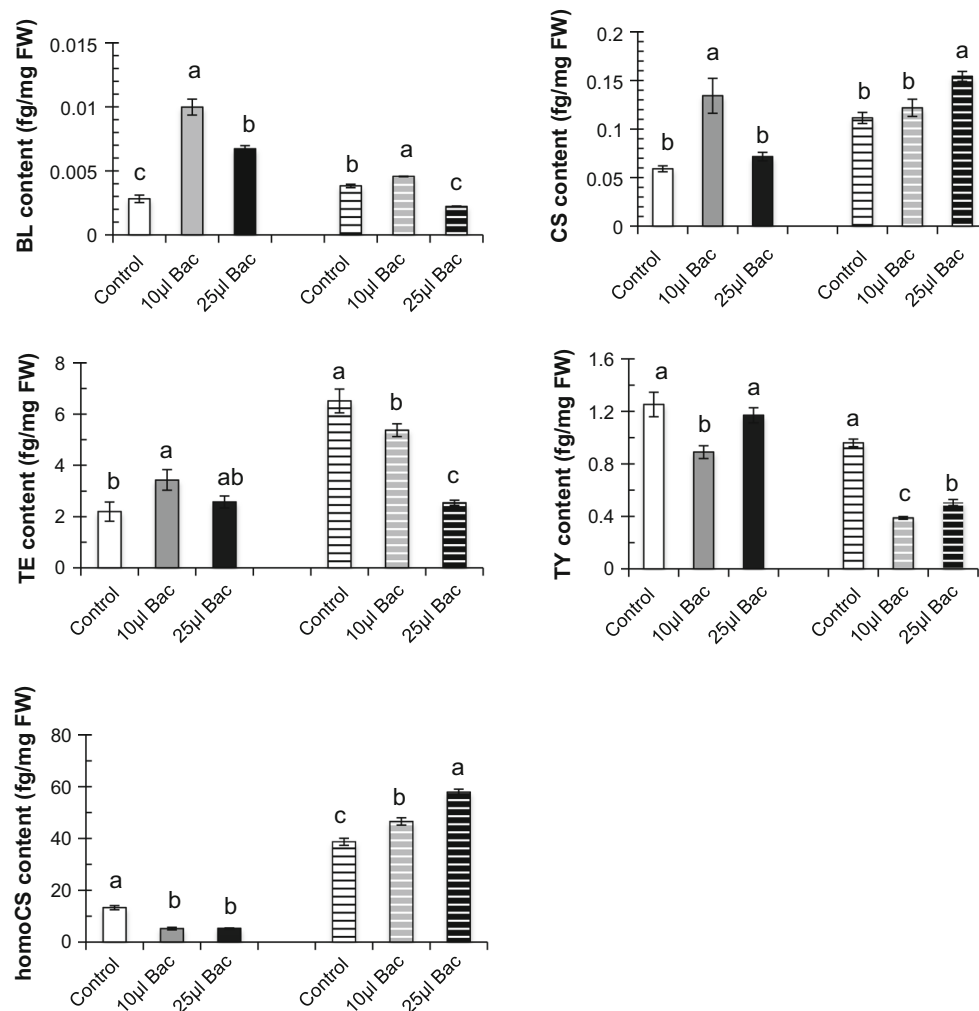 BL content (fg/mg FW)
0.015
0.01
0.005
0
c
a
b
b
a
c
Control
10µl Bac
25µl Bac
Control
10µl Bac
25µl Bac
CS content (fg/mg FW)
0.2
0.15
0.1
0.05
0
b
a
b
b
b
a
Control
10µl Bac
25µl Bac
Control
10µl Bac
25µl Bac
TE content (fg/mg FW)
8
6
4
2
0
b
a
ab
a
b
c
Control
10µl Bac
25µl Bac
Control
10µl Bac
25µl Bac
TY content (fg/mg FW)
1.6
1.2
0.8
0.4
0
a
b
a
a
c
b
Control
10µl Bac
25µl Bac
Control
10µl Bac
25µl Bac
homoCS content (fg/mg FW)
80
60
40
20
0
a
b
b
c
b
a
Control
10µl Bac
25µl Bac
Control
10µl Bac
25µl Bac